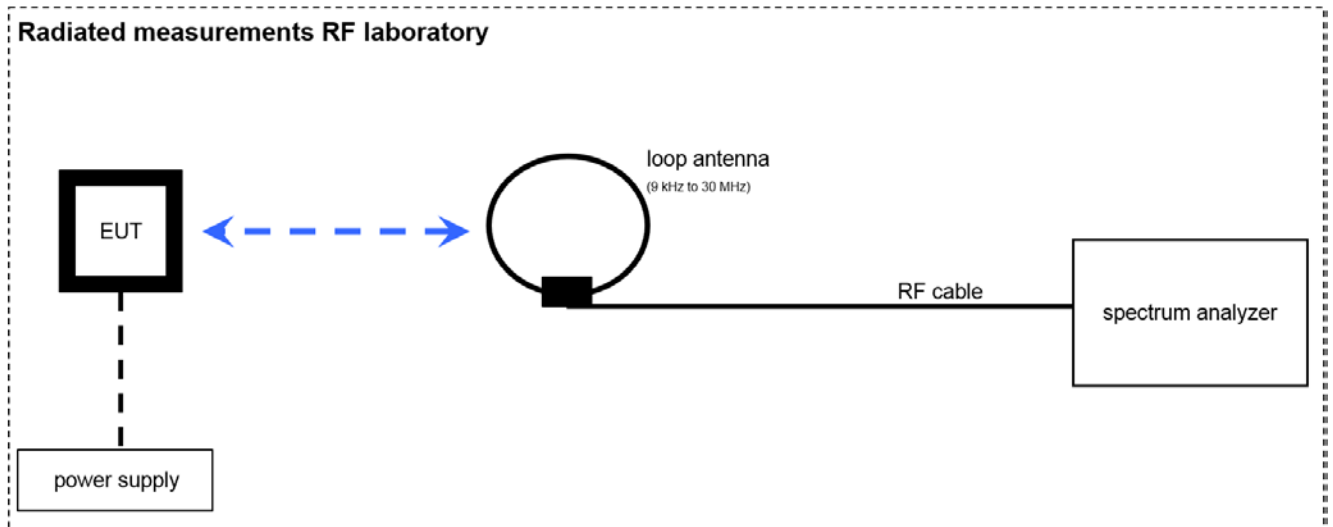 Radiated measurements RF laboratory
loop antenna
(9 kHz to 30 MHz)
EUT
RF cable
spectrum analyzer
power supply